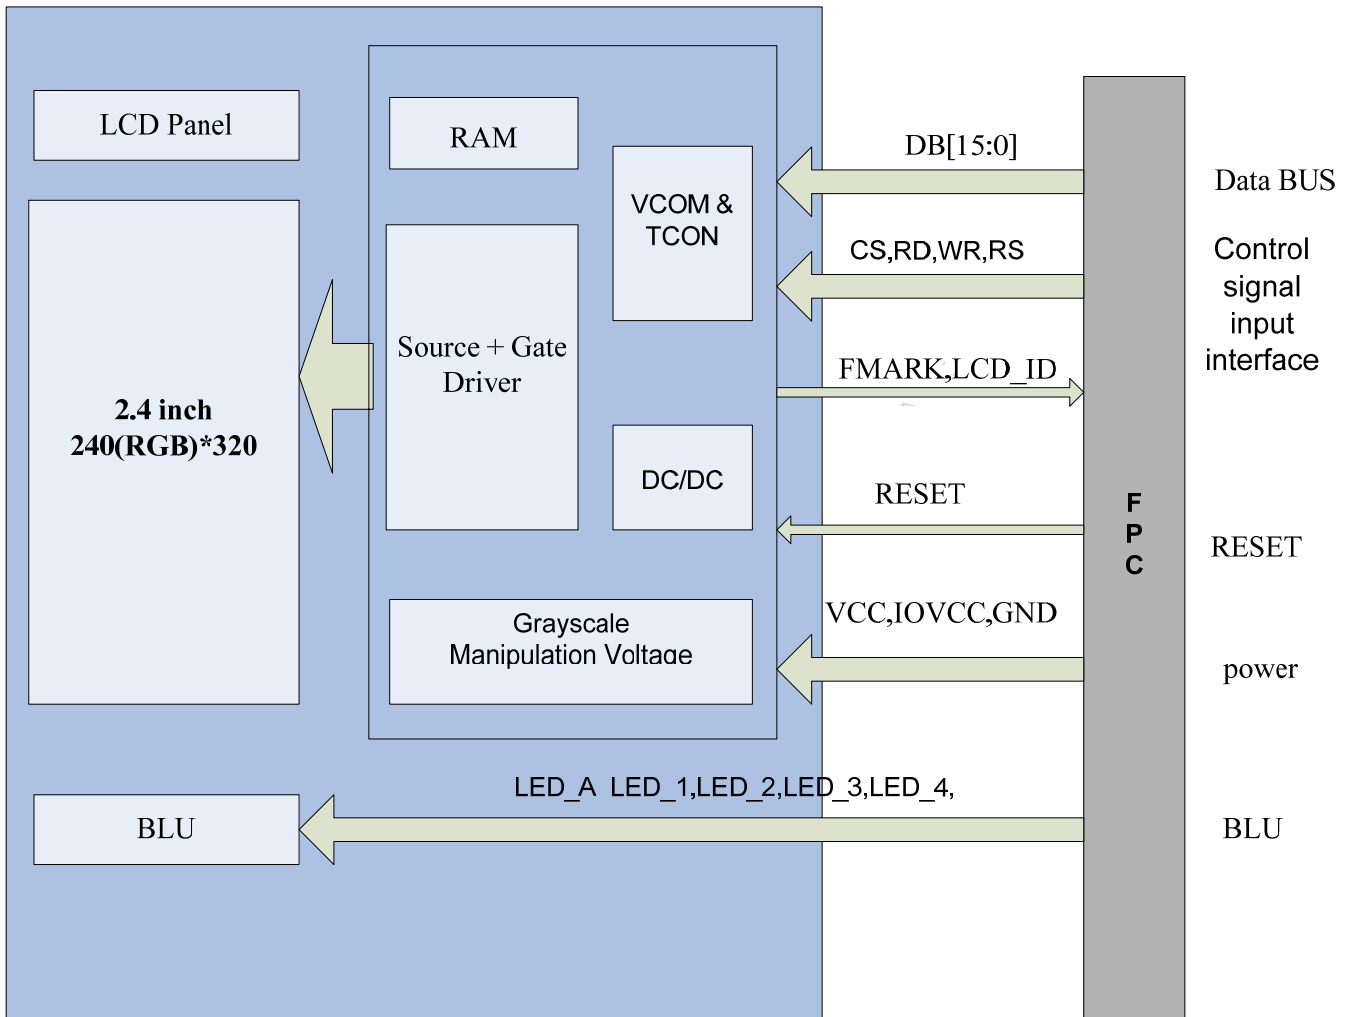 LCD Panel
2.4 inch
240(RGB)*320
BLU
RAM
Source + Gate
Driver
VCOM &
TCON
DC/DC
Grayscale
Manipulation Voltage
DB[15:0]
CS,RD,WR,RS
FMARK,LCD_ID
RESET
VCC,IOVCC,GND
LED_A  LED_1,LED_2,LED_3,LED_4,
F
P
C
Data BUS
Control
signal
input
interface
RESET
power
BLU